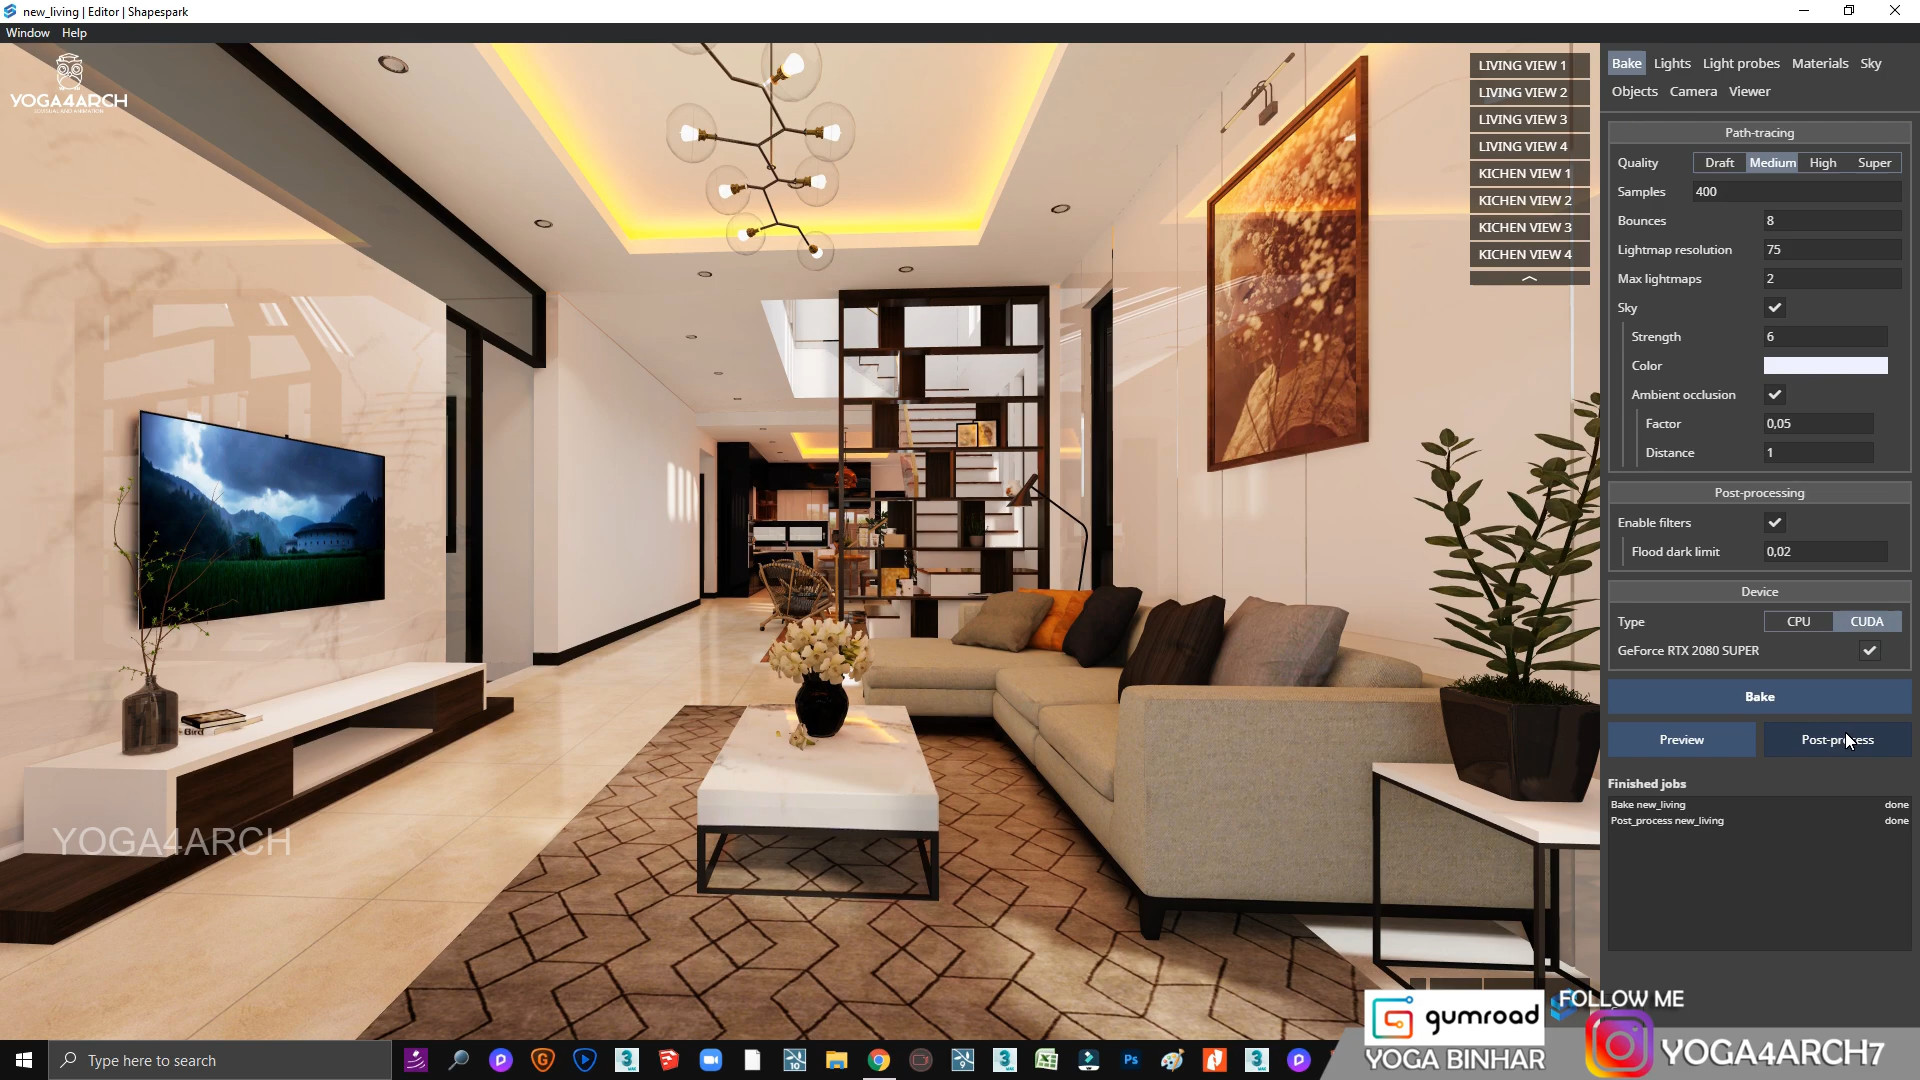 new_living | Editor | Shapespark
Window Help
YOGA4ARCH
LIVING VIEW 1
LIVING VIEW 2
LIVING VIEW 3
LIVING VIEW 4
KICHEN VIEW 1
KICHEN VIEW 2
KICHEN VIEW 3
KICHEN VIEW 4
Bake Lights Light probes Materials Sky
Objects Camera Viewer
Path-tracing
Quality Draft Medium High Super
Samples 400
Bounces 8
Lightmap resolution 75
Max lightmaps 2
Sky
Strength 6
Color
Ambient occlusion
Factor 0,05
Distance 1
Post-processing
Enable filters
Flood dark limit 0,02
Device
Type CPU CUDA
GeForce RTX 2080 SUPER
Bake
Preview Post-process
Finished jobs
Bake new_living done
Post_process new_living done
Bird
YOGA4ARCH
gumroad
YOGA BINHAR
FOLLOW ME
YOGA4ARCH7
Type here to search
10
9
Ps